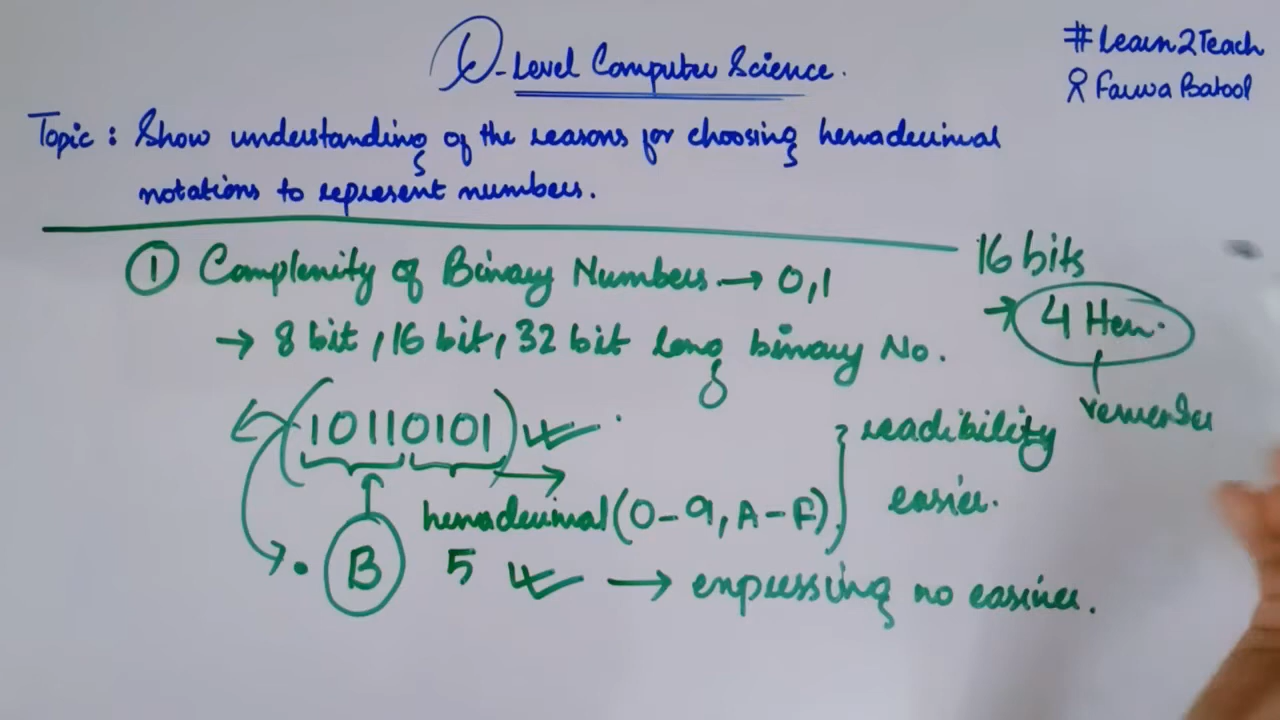 O-Level Computer Science.
#Learn2Teach
Farwa Batool
Topic: Show understanding of the reasons for choosing hexadecimal
notations to represent numbers.
① Complexity of Binary Numbers. → 0,1
16 bits
→ 4 Hex.
remember
→ 8 bit, 16 bit, 32 bit long binary No.
(10110101)
readibility
easier.
hexadecimal (0-9, A-F)
B 5 → expressing no easier.